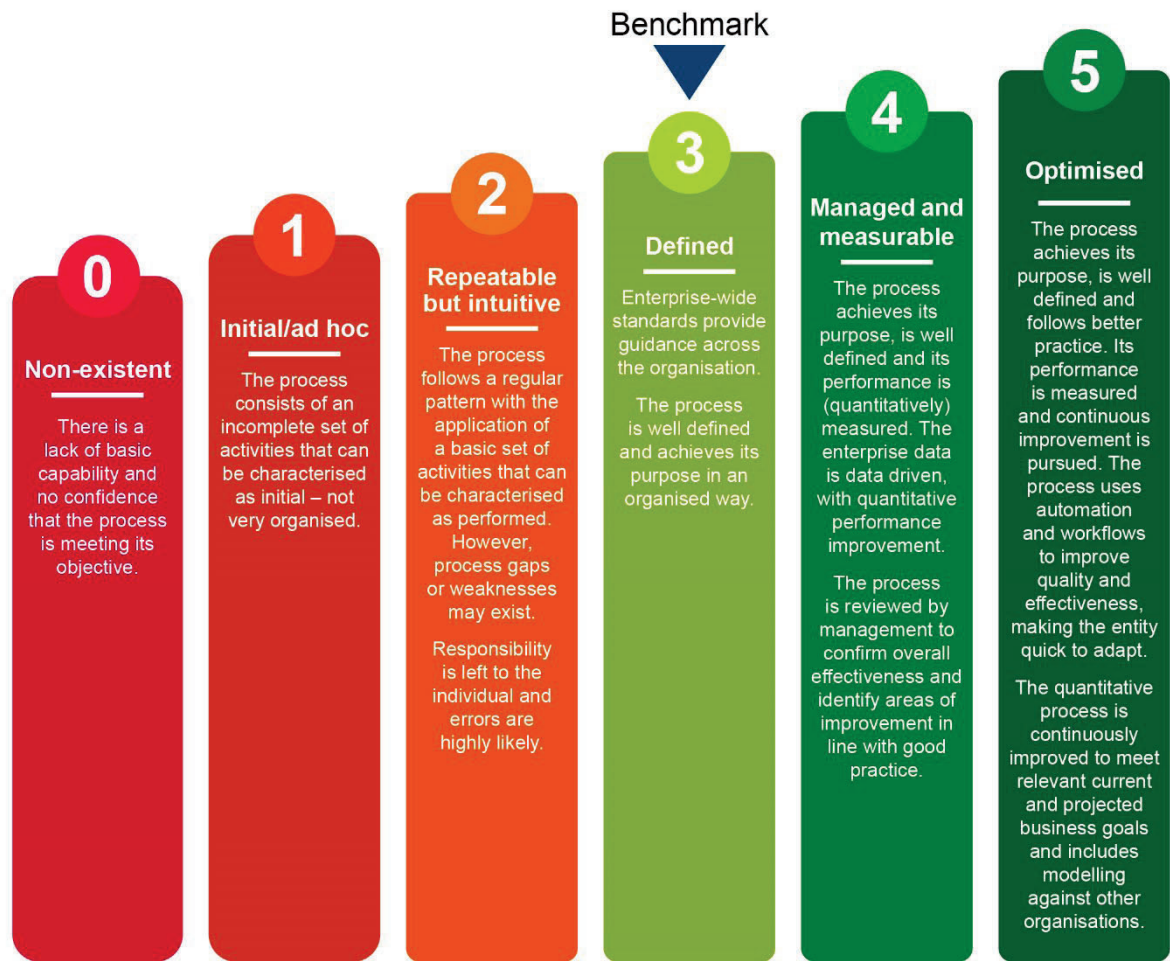 Benchmark
0
Non-existent
There is a
lack of basic
capability and
no confidence
that the process
is meeting its
objective.
1
Initial/ad hoc
The process
consists of an
incomplete set of
activities that can
be characterised
as initial – not
very organised.
2
Repeatable
but intuitive
The process
follows a regular
pattern with the
application of
a basic set of
activities that can
be characterised
as performed.
However,
process gaps
or weaknesses
may exist.
Responsibility
is left to the
individual and
errors are
highly likely.
3
Defined
Enterprise-wide
standards provide
guidance across
the organisation.
The process
is well defined
and achieves its
purpose in an
organised way.
4
Managed and
measurable
The process
achieves its
purpose, is well
defined and its
performance is
(quantitatively)
measured. The
enterprise data
is data driven,
with quantitative
performance
improvement.
The process
is reviewed by
management to
confirm overall
effectiveness and
identify areas of
improvement in
line with good
practice.
5
Optimised
The process
achieves its
purpose, is well
defined and
follows better
practice. Its
performance
is measured
and continuous
improvement is
pursued. The
process uses
automation
and workflows
to improve
quality and
effectiveness,
making the entity
quick to adapt.
The quantitative
process is
continuously
improved to meet
relevant current
and projected
business goals
and includes
modelling
against other
organisations.